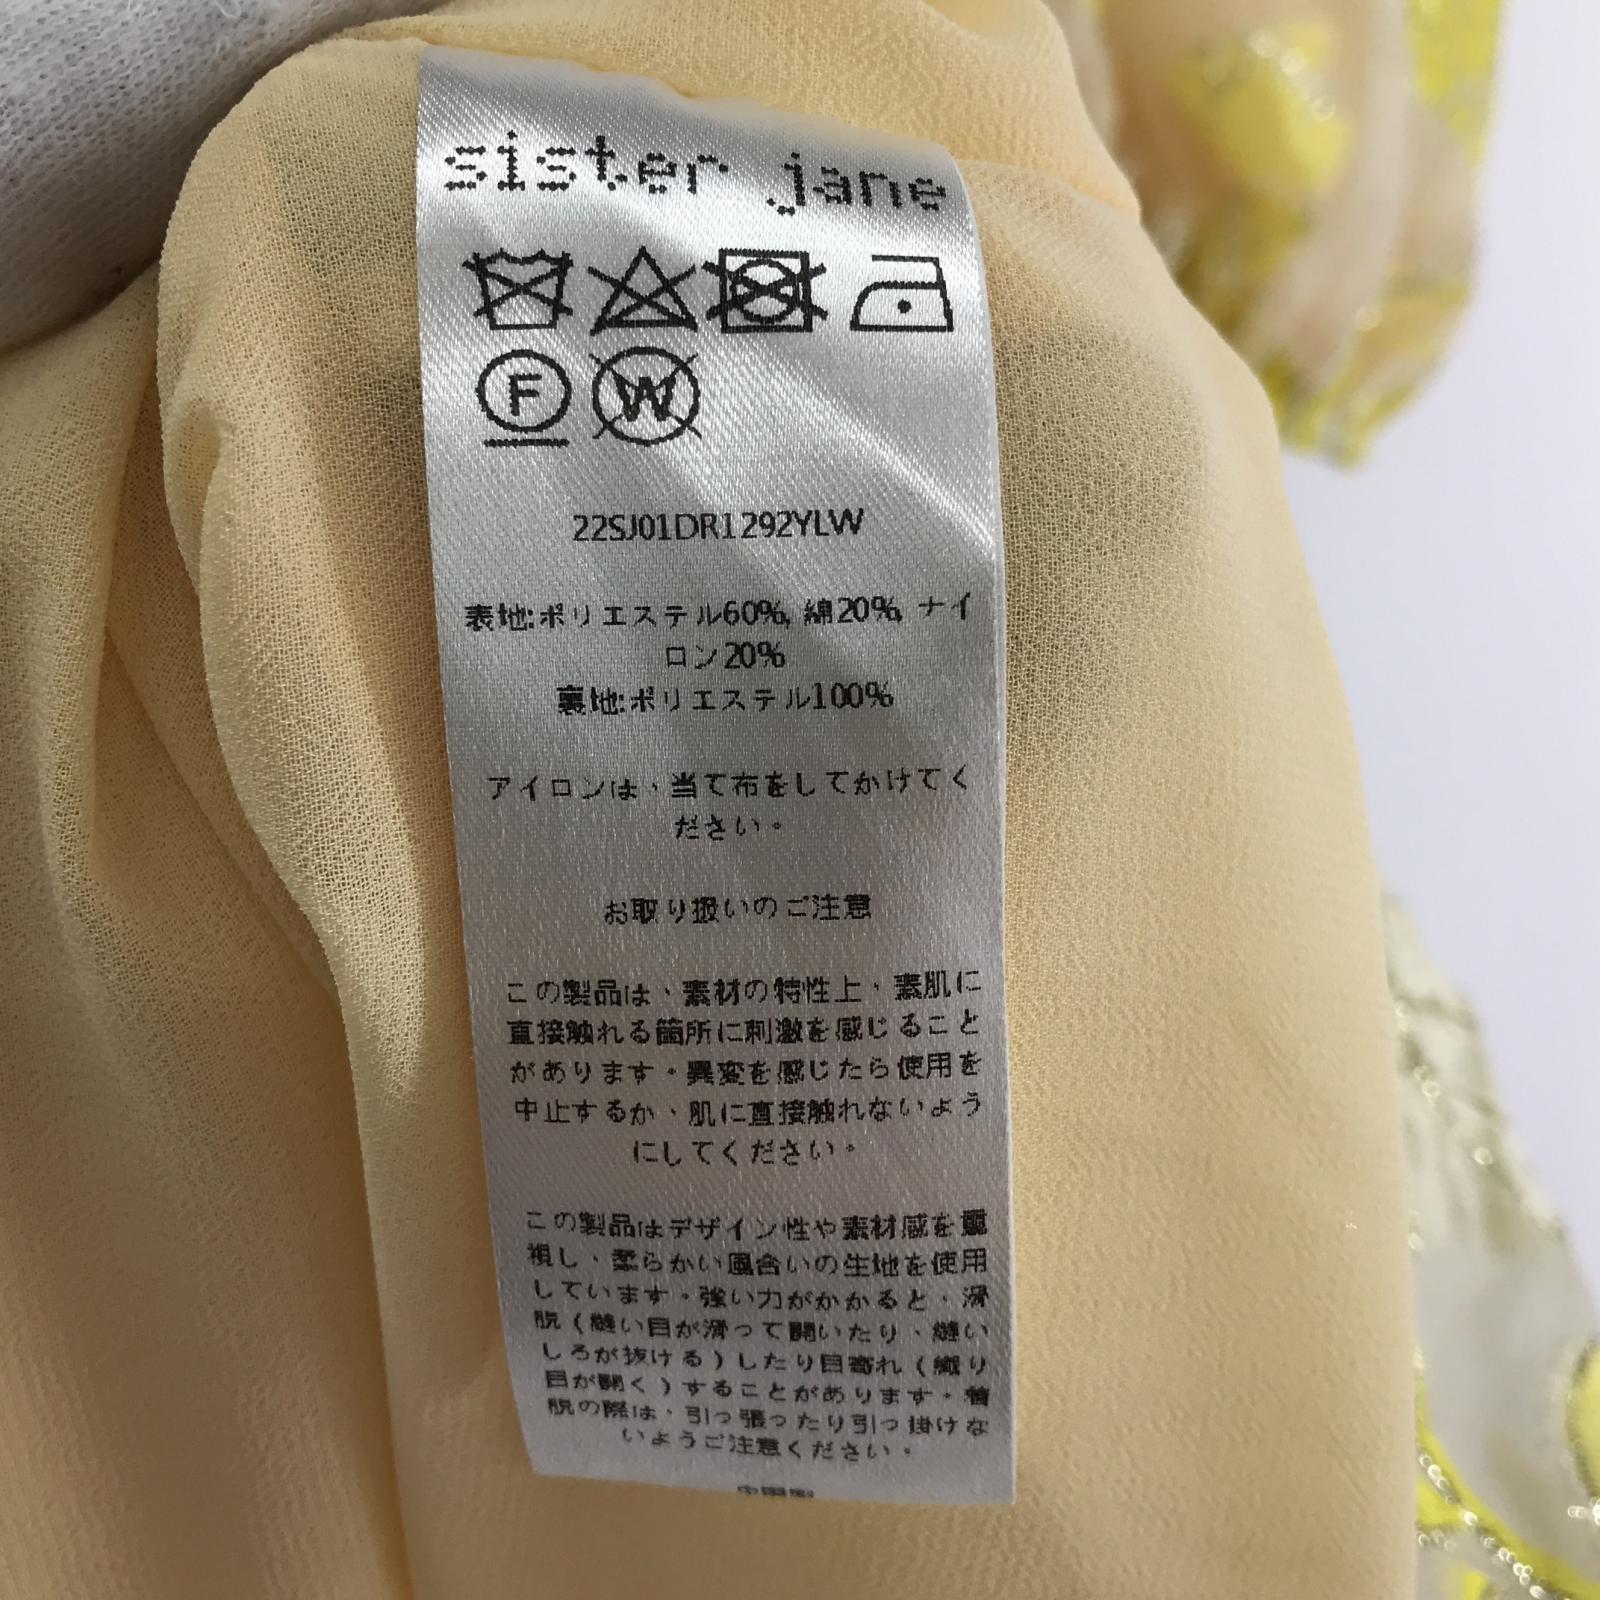 sister jane
F W
22SJ01DR1292YLW
表地:ポリエステル60%, 綿20%, ナイ
ロン20%
裏地:ポリエステル100%
アイロンは、当て布をしてかけてく
ださい。
お取り扱いのご注意
この製品は、素材の特性上、素肌に
直接触れる箇所に刺激を感じること
があります。異変を感じたら使用を
中止するか、肌に直接触れないよう
にしてください。
この製品はデザイン性や素材感を重
視し、柔らかい風合いの生地を使用
しています。強い力がかかると、滑
脱(縫い目が滑って開いたり、縫い
しろが抜ける)したり目寄れ(織り
目が開く)することがあります。着
脱の際は、引っ張ったり引っ掛けな
いようご注意ください。